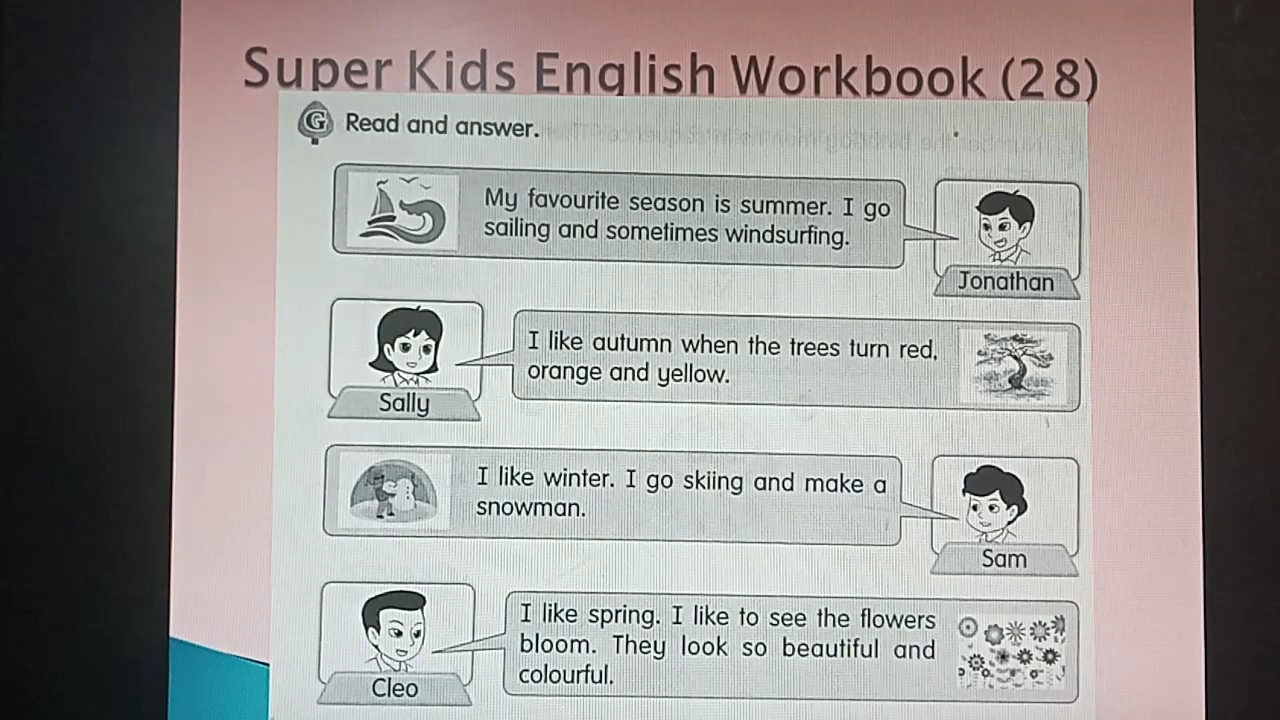 Super Kids English Workbook (28)
G Read and answer.
My favourite season is summer. I go
sailing and sometimes windsurfing.
Jonathan
I like autumn when the trees turn red,
orange and yellow.
Sally
I like winter. I go skiing and make a
snowman.
Sam
I like spring. I like to see the flowers
bloom. They look so beautiful and
colourful.
Cleo